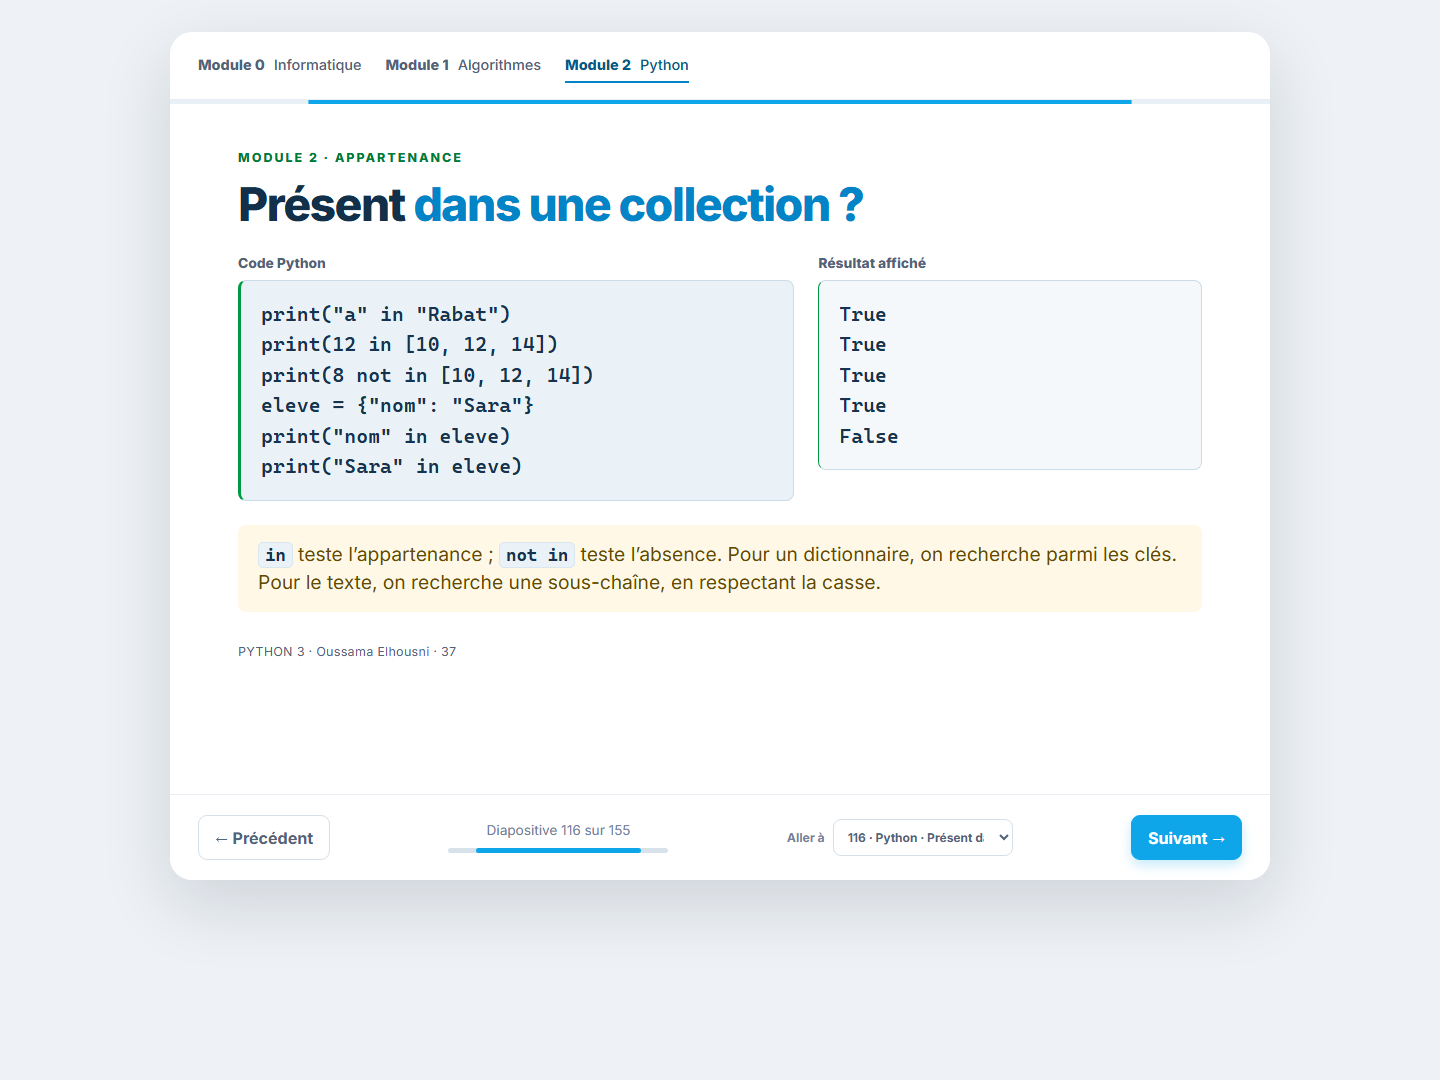 Module 0 Informatique Module 1 Algorithmes Module 2 Python
MODULE 2 · APPARTENANCE
Présent dans une collection ?
Code Python
print("a" in "Rabat")
print(12 in [10, 12, 14])
print(8 not in [10, 12, 14])
eleve = {"nom": "Sara"}
print("nom" in eleve)
print("Sara" in eleve)
Résultat affiché
True
True
True
True
False
in teste l’appartenance ; not in teste l’absence. Pour un dictionnaire, on recherche parmi les clés.
Pour le texte, on recherche une sous-chaîne, en respectant la casse.
PYTHON 3 · Oussama Elhousni · 37
← Précédent
Diapositive 116 sur 155
Aller à
116 · Python · Présent d
Suivant →